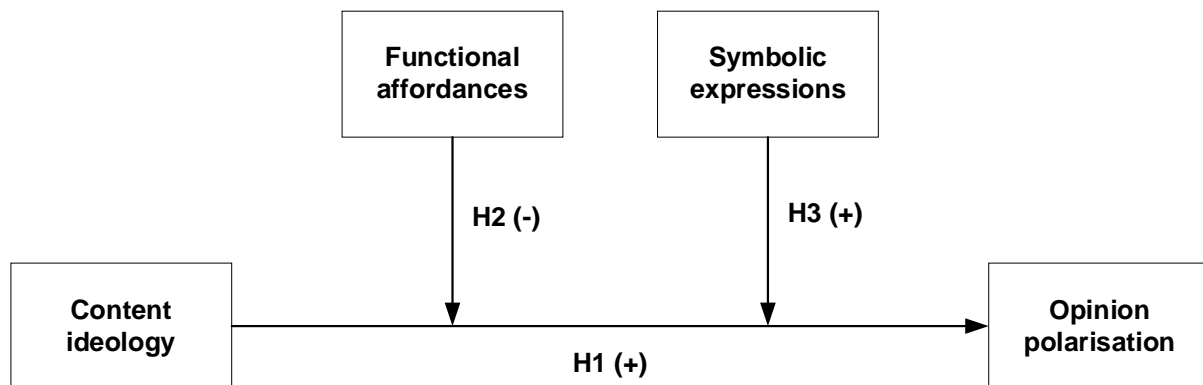 Functional
affordances
Symbolic
expressions
H2 (-)
H3 (+)
Content
ideology
Opinion
polarisation
H1 (+)